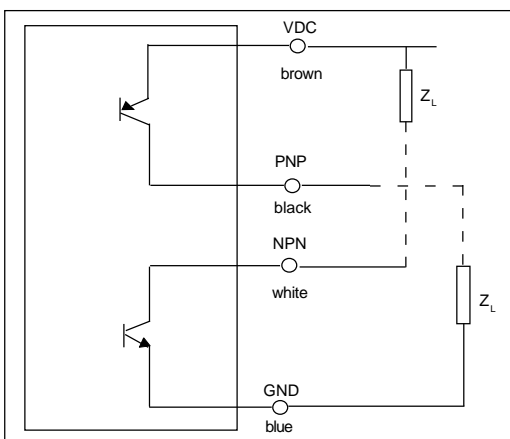 VDC
brown
Z_L
PNP
black
NPN
white
Z_L
GND
blue